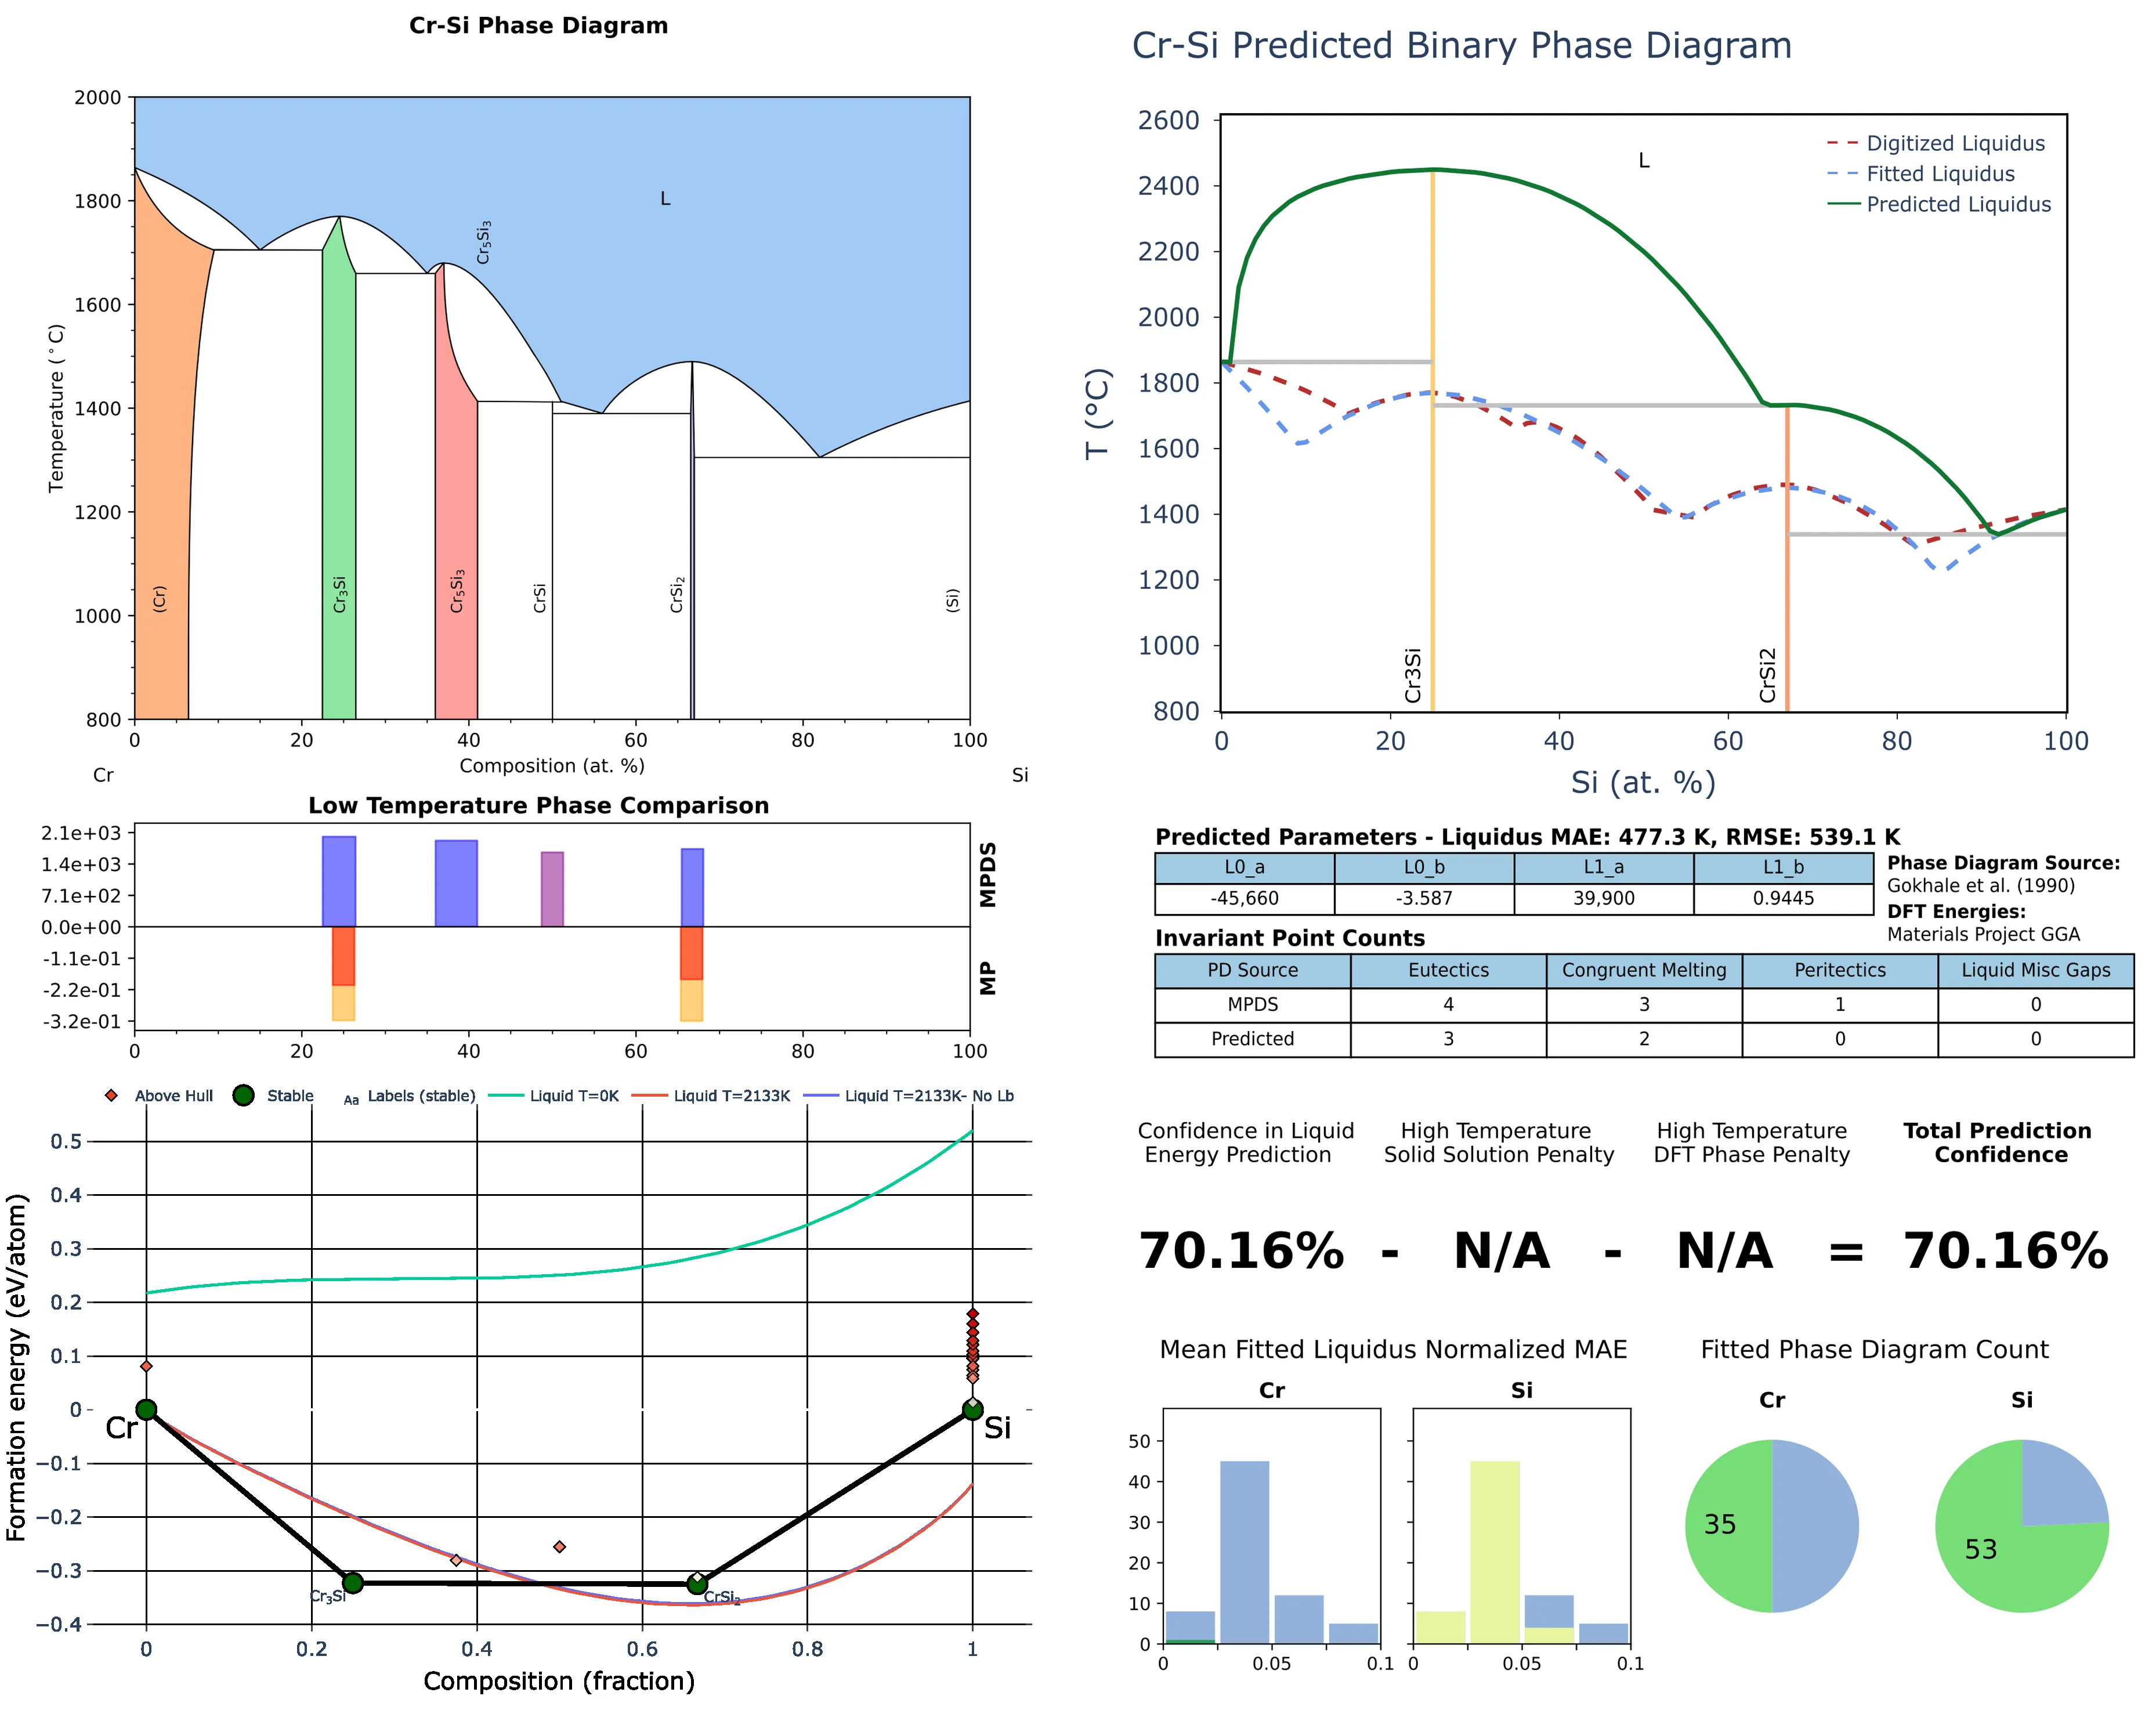 Cr-Si Phase Diagram
2000
1800
1600
1400
1200
1000
800
Temperature (°C)
L
Cr₅Si₃
(Cr)
Cr₃Si
Cr₅Si₃
CrSi
CrSi₂
(Si)
0 20 40 60 80 100
Composition (at. %)
Cr Si
Cr-Si Predicted Binary Phase Diagram
2600
2400
2200
2000
1800
1600
1400
1200
1000
800
T (°C)
L
Digitized Liquidus
Fitted Liquidus
Predicted Liquidus
Cr3Si
CrSi2
0 20 40 60 80 100
Si (at. %)
Low Temperature Phase Comparison
2.1e+03
1.4e+03
7.1e+02
0.0e+00
-1.1e-01
-2.2e-01
-3.2e-01
MPDS
MP
0 20 40 60 80 100
Predicted Parameters - Liquidus MAE: 477.3 K, RMSE: 539.1 K
L0_a L0_b L1_a L1_b
-45,660 -3.587 39,900 0.9445
Phase Diagram Source:
Gokhale et al. (1990)
DFT Energies:
Materials Project GGA
Invariant Point Counts
PD Source Eutectics Congruent Melting Peritectics Liquid Misc Gaps
MPDS 4 3 1 0
Predicted 3 2 0 0
Above Hull Stable Aa Labels (stable) Liquid T=0K Liquid T=2133K Liquid T=2133K- No Lb
0.5
0.4
0.3
0.2
0.1
0
−0.1
−0.2
−0.3
−0.4
Formation energy (eV/atom)
Cr
Si
Cr₃Si
CrSi₂
0 0.2 0.4 0.6 0.8 1
Composition (fraction)
Confidence in Liquid
Energy Prediction
High Temperature
Solid Solution Penalty
High Temperature
DFT Phase Penalty
Total Prediction
Confidence
70.16% - N/A - N/A = 70.16%
Mean Fitted Liquidus Normalized MAE
Cr
Si
50
40
30
20
10
0
0 0.05 0.1
0 0.05 0.1
Fitted Phase Diagram Count
Cr
Si
35
53